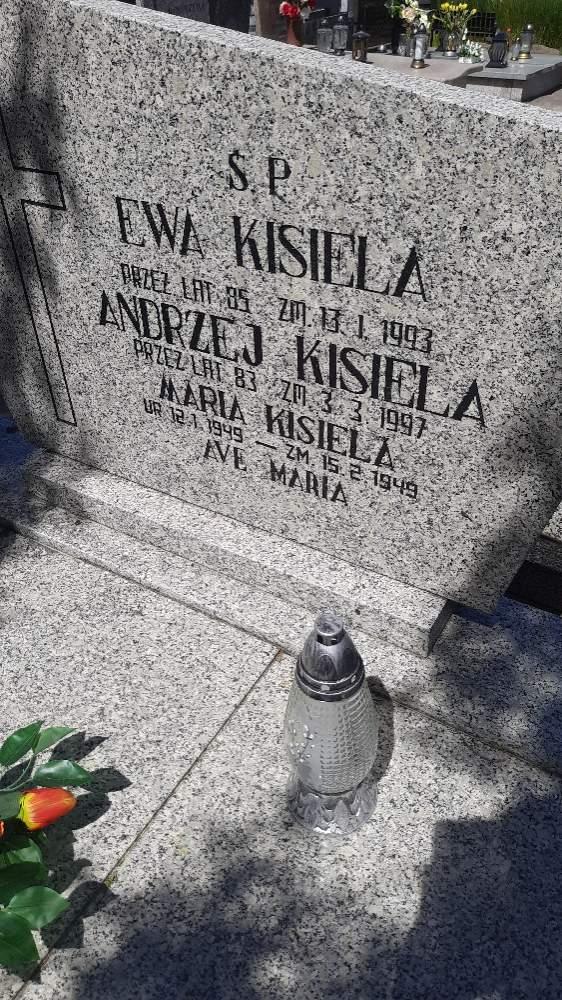 Ś. P.
EWA KISIELA
PRZEŻ. LAT 85 ZM. 13. 1. 1993
ANDRZEJ KISIELA
PRZEŻ. LAT 83 ZM. 3. 3. 1997
MARIA KISIELA
UR. 12. 1. 1949 — ZM. 15. 2. 1949
AVE MARIA